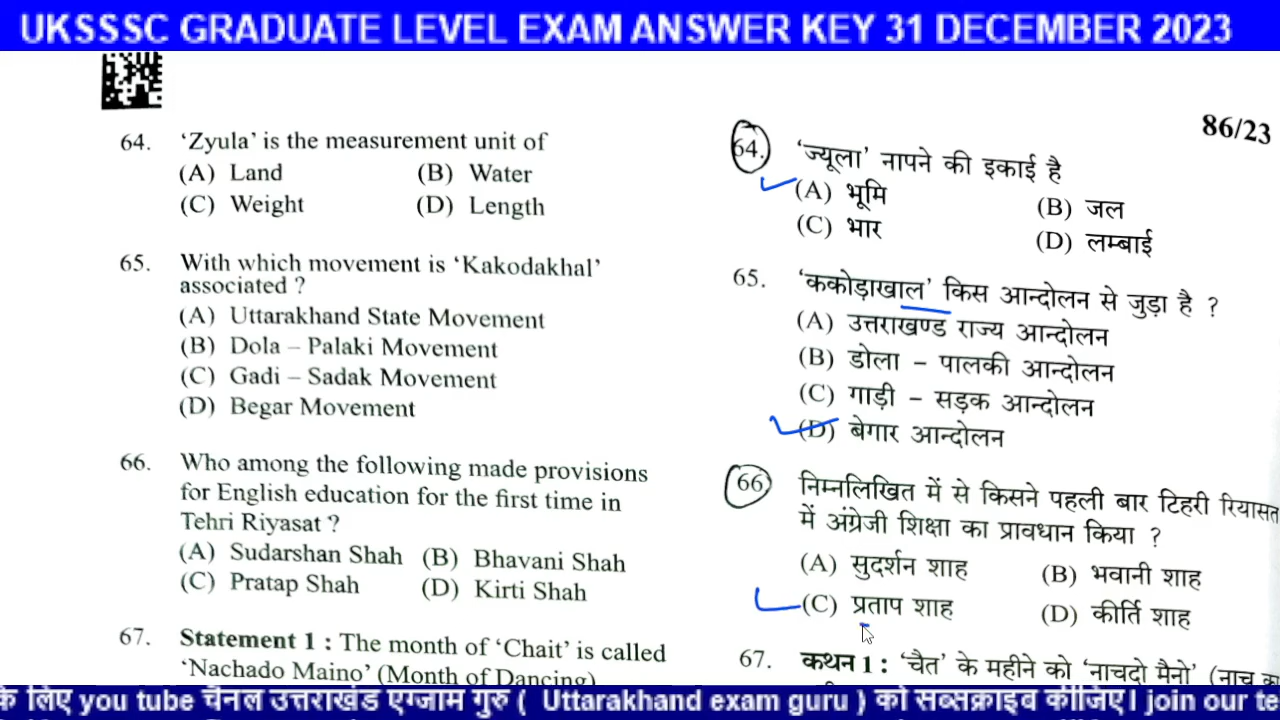 UKSSSC GRADUATE LEVEL EXAM ANSWER KEY 31 DECEMBER 2023
86/23
64. 'Zyula' is the measurement unit of
(A) Land (B) Water
(C) Weight (D) Length
65. With which movement is 'Kakodakhal'
associated ?
(A) Uttarakhand State Movement
(B) Dola – Palaki Movement
(C) Gadi – Sadak Movement
(D) Begar Movement
66. Who among the following made provisions
for English education for the first time in
Tehri Riyasat ?
(A) Sudarshan Shah (B) Bhavani Shah
(C) Pratap Shah (D) Kirti Shah
67. Statement 1 : The month of 'Chait' is called
'Nachado Maino' (Month of Dancing)
64. 'ज्यूला' नापने की इकाई है
(A) भूमि (B) जल
(C) भार (D) लम्बाई
65. 'ककोड़ाखाल' किस आन्दोलन से जुड़ा है ?
(A) उत्तराखण्ड राज्य आन्दोलन
(B) डोला – पालकी आन्दोलन
(C) गाड़ी – सड़क आन्दोलन
(D) बेगार आन्दोलन
66 निम्नलिखित में से किसने पहली बार टिहरी रियासत
में अंग्रेजी शिक्षा का प्रावधान किया ?
(A) सुदर्शन शाह (B) भवानी शाह
(C) प्रताप शाह (D) कीर्ति शाह
67. कथन 1 : 'चैत' के महीने को 'नाचदो मैनो' (नाच का
के लिए you tube चैनल उत्तराखंड एग्जाम गुरु ( Uttarakhand exam guru ) को सब्सक्राइब कीजिए। join our te